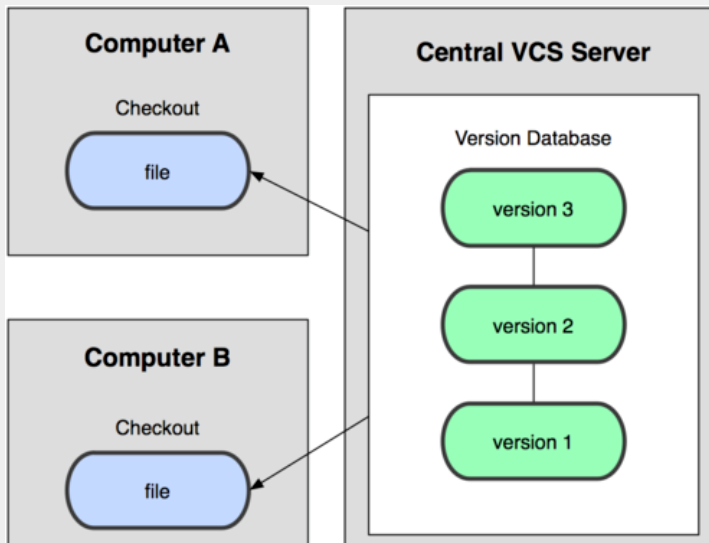 Computer A
Checkout
file
Computer B
Checkout
file
Central VCS Server
Version Database
version 3
version 2
version 1